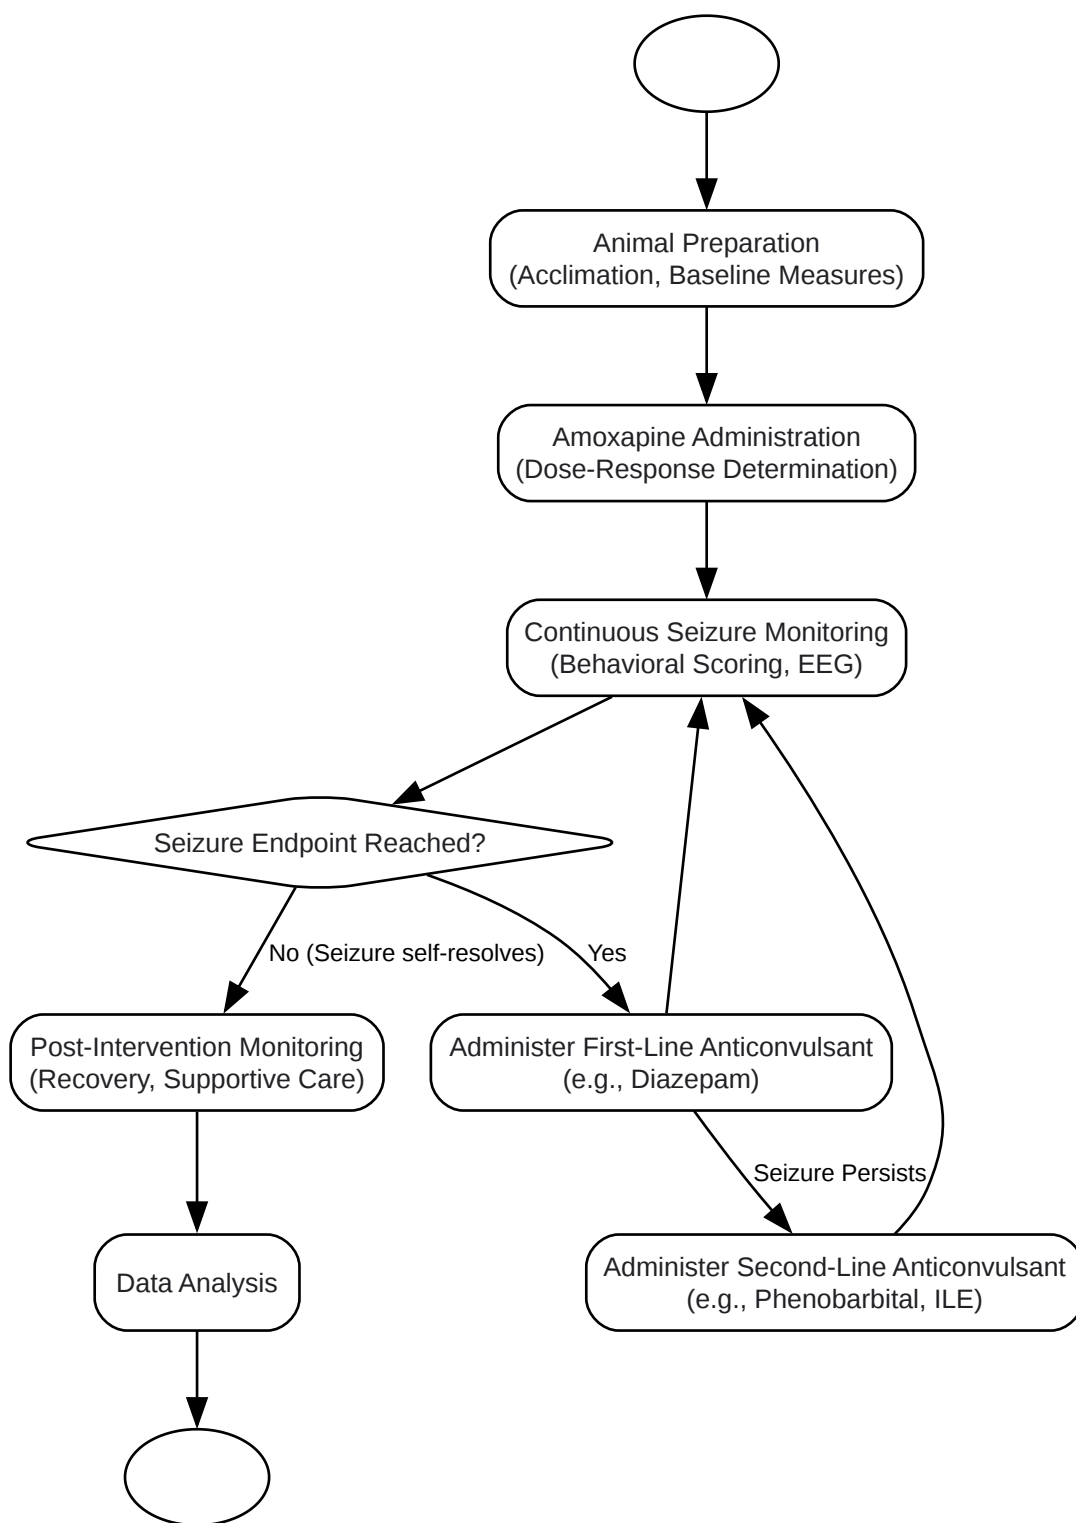 Animal Preparation
(Acclimation, Baseline Measures)
Amoxapine Administration
(Dose-Response Determination)
Continuous Seizure Monitoring
(Behavioral Scoring, EEG)
Seizure Endpoint Reached?
No (Seizure self-resolves)
Yes
Post-Intervention Monitoring
(Recovery, Supportive Care)
Administer First-Line Anticonvulsant
(e.g., Diazepam)
Seizure Persists
Data Analysis
Administer Second-Line Anticonvulsant
(e.g., Phenobarbital, ILE)